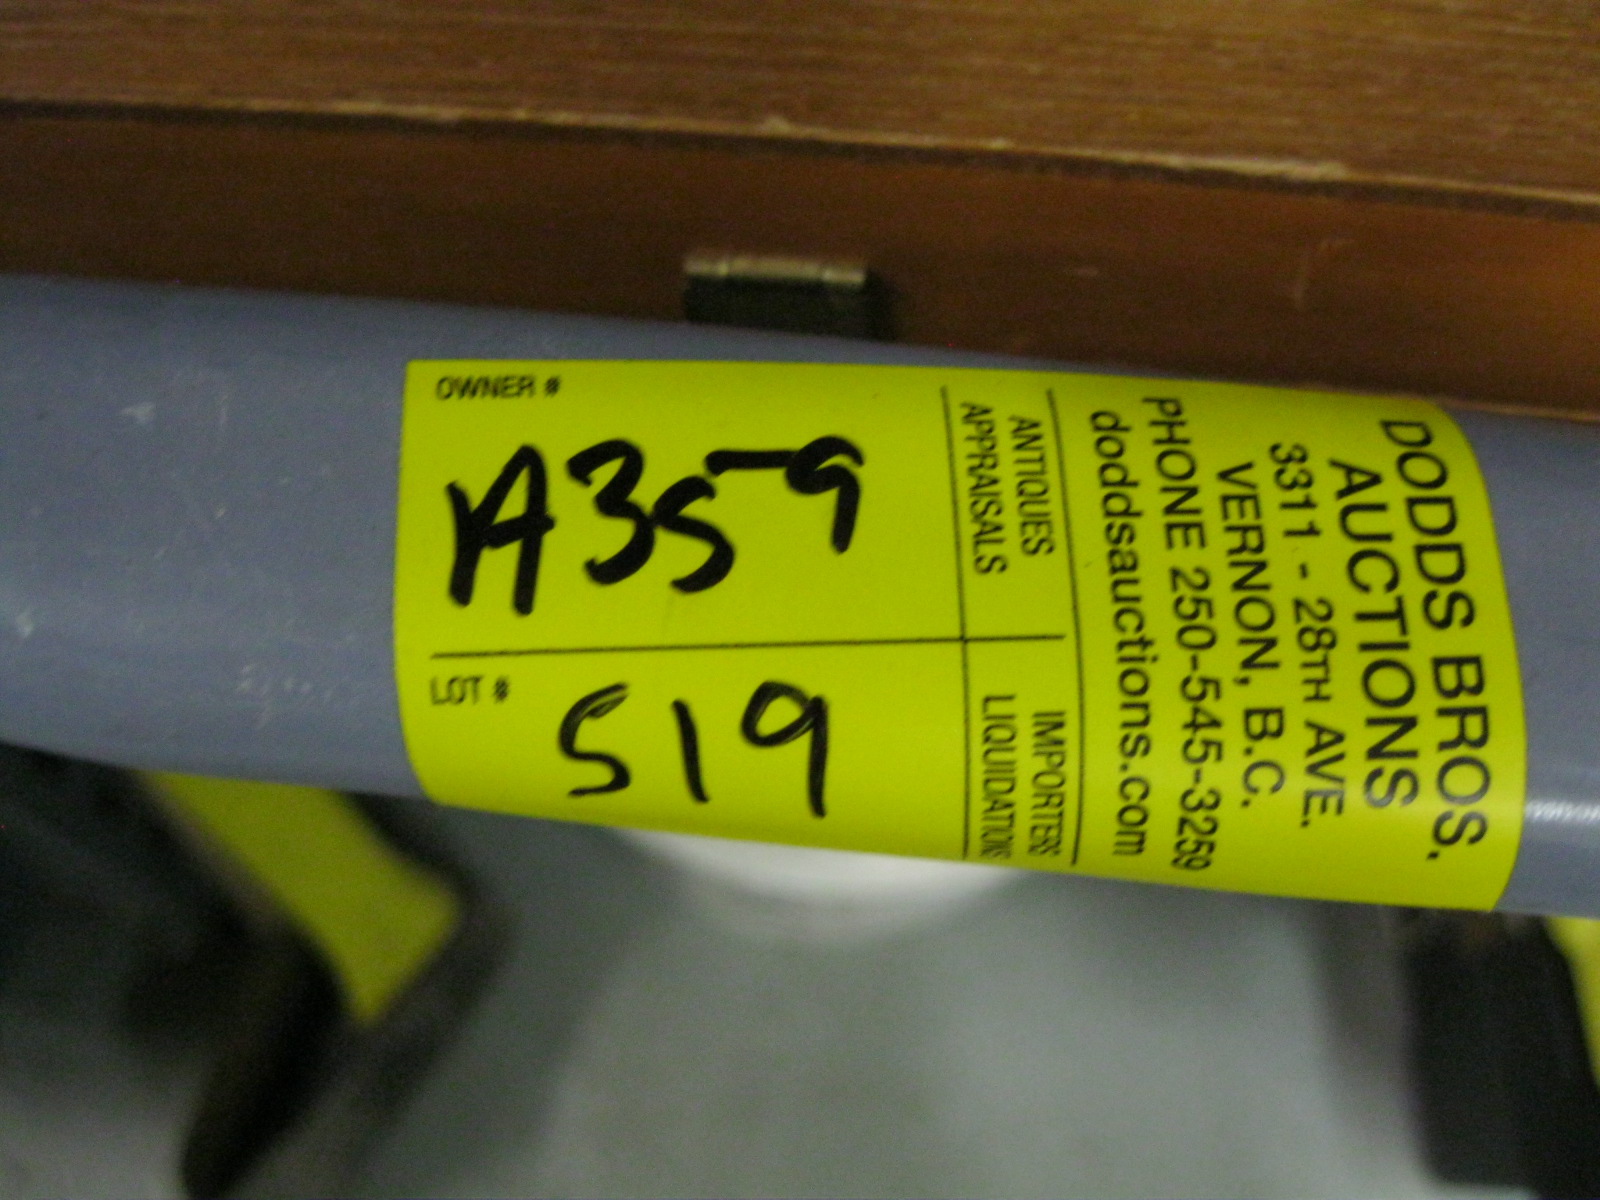 OWNER #
A359
LOT #
519
ANTIQUES
APPRAISALS
IMPORTERS
LIQUIDATIONS
DODDS BROS.
AUCTIONS
3311 - 28TH AVE.
VERNON, B.C.
PHONE 250-545-3259
doddsauctions.com